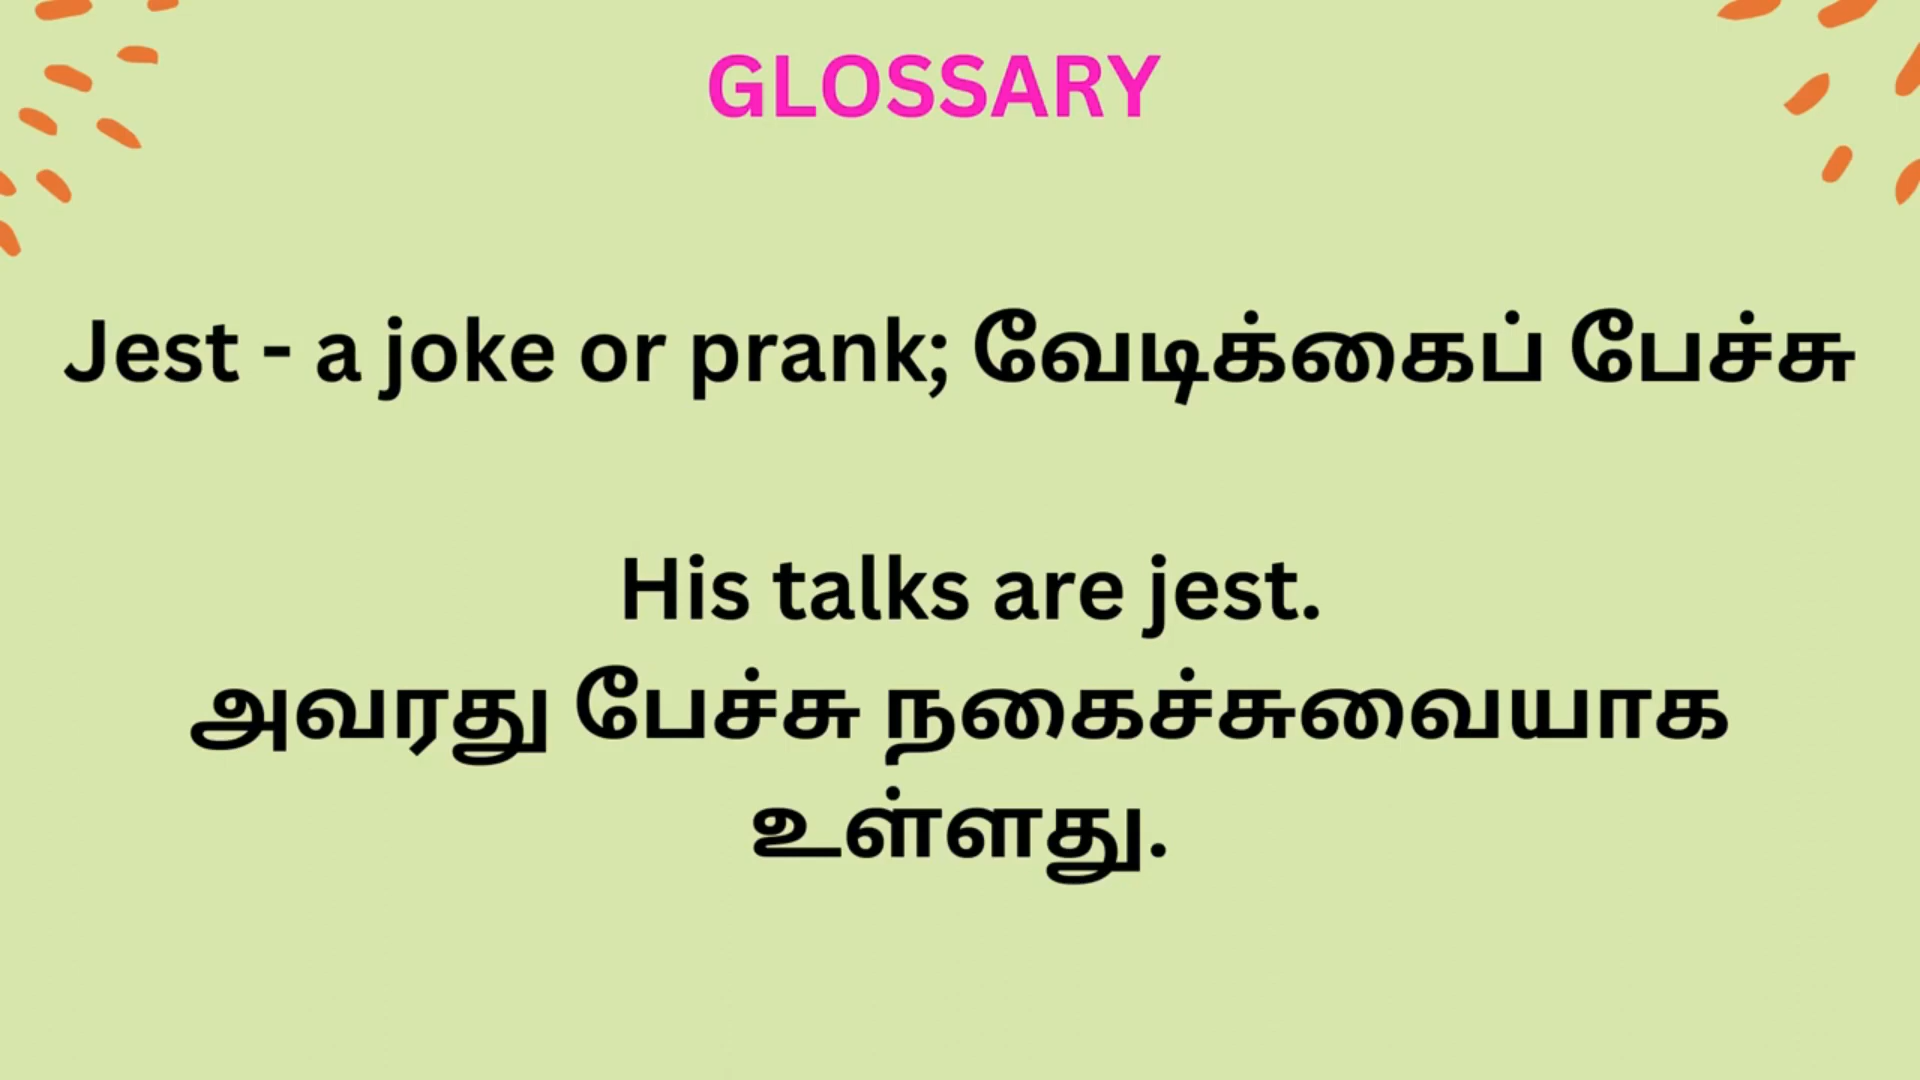 GLOSSARY
Jest - a joke or prank; வேடிக்கைப் பேச்சு
His talks are jest.
அவரது பேச்சு நகைச்சுவையாக
உள்ளது.